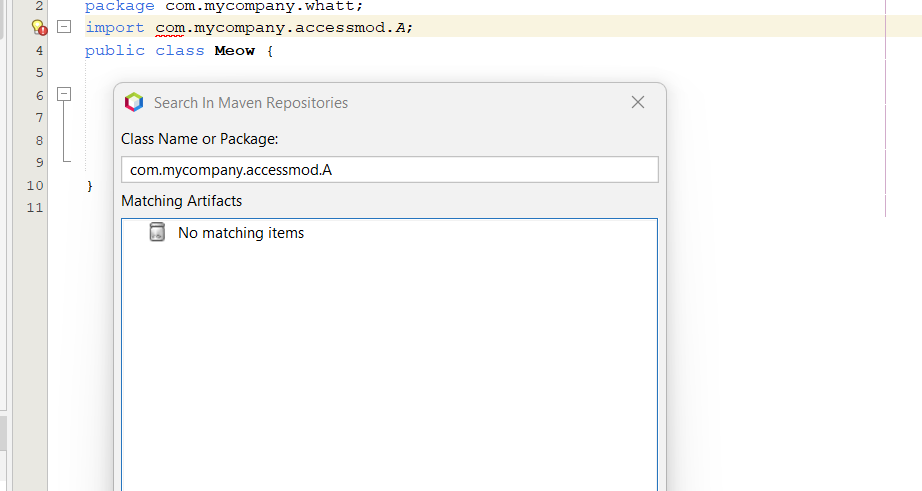 2 package com.mycompany.whatt;
import com.mycompany.accessmod.A;
4 public class Meow {
5
6
7
8
9
10 }
11
Search In Maven Repositories
Class Name or Package:
com.mycompany.accessmod.A
Matching Artifacts
No matching items